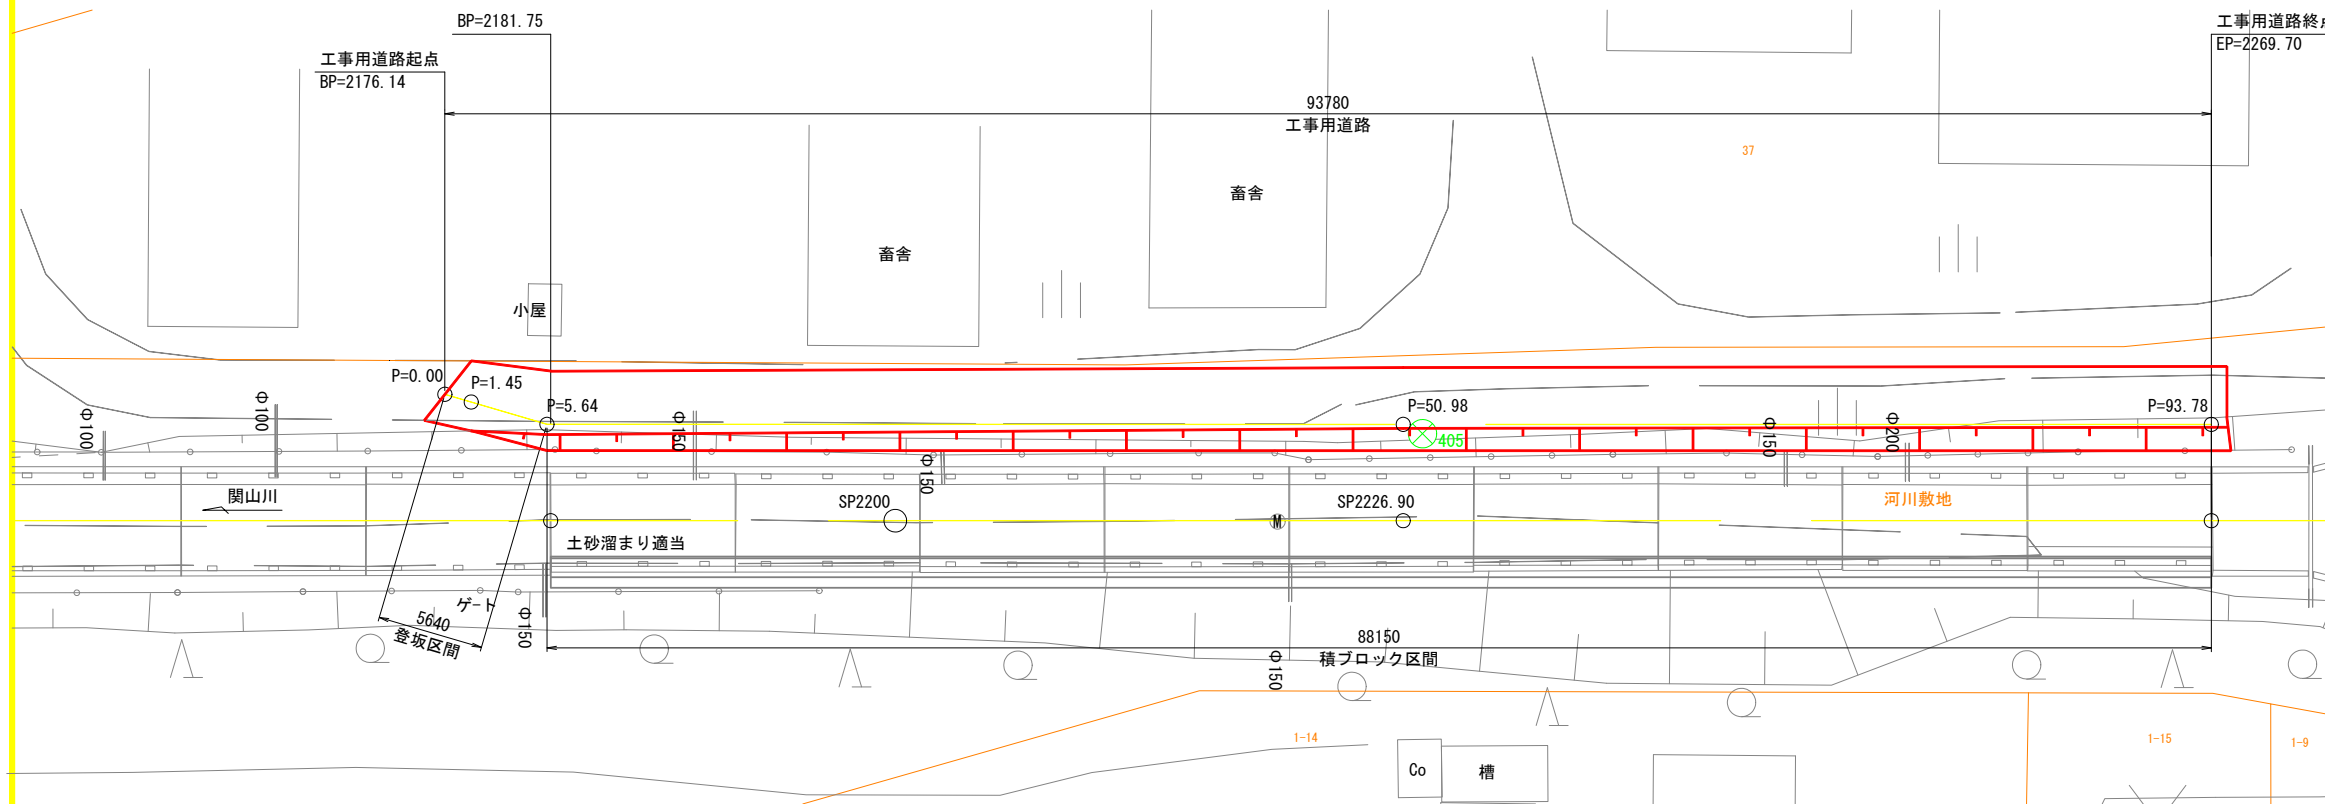 BP=2181.75
工事用道路起点
BP=2176.14
工事用道路終
EP=2269.70
93780
工事用道路
37
畜舎
畜舎
小屋
P=0.00
P=1.45
P=5.64
P=50.98
P=93.78
Φ100
Φ100
Φ150
Φ150
405
Φ150
Φ200
関山川
SP2200
SP2226.90
M
河川敷地
土砂溜まり適当
ゲート
5640
登坂区間
Φ150
88150
積ブロック区間
Φ150
1-14
1-15
1-9
Co
槽